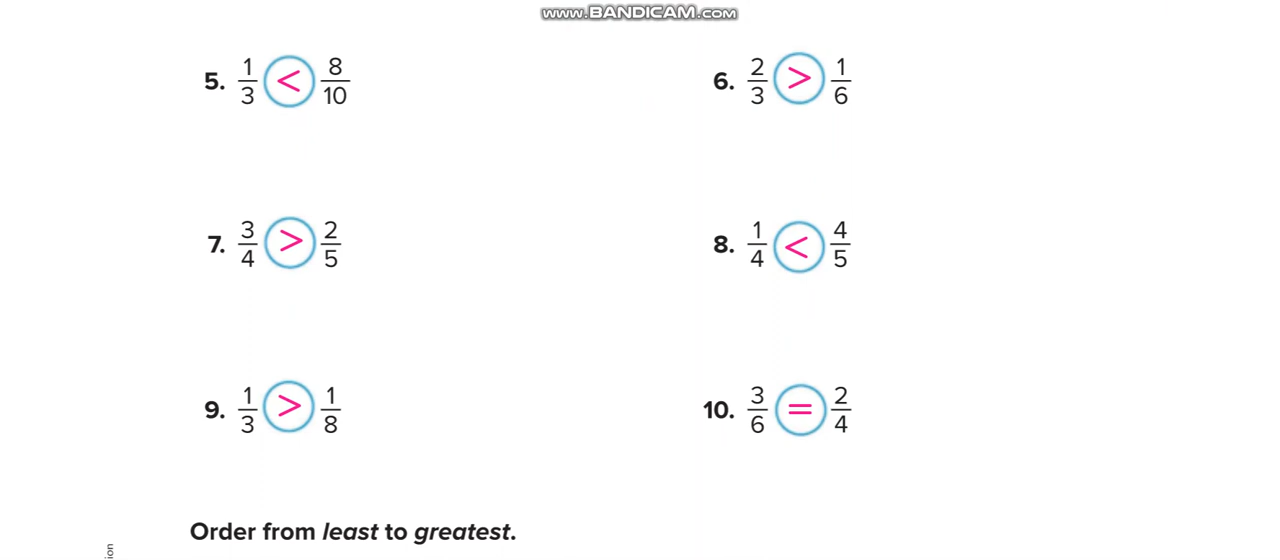 www.BANDICAM.com
5. 1/3 < 8/10
6. 2/3 > 1/6
7. 3/4 > 2/5
8. 1/4 < 4/5
9. 1/3 > 1/8
10. 3/6 = 2/4
Order from least to greatest.
ion